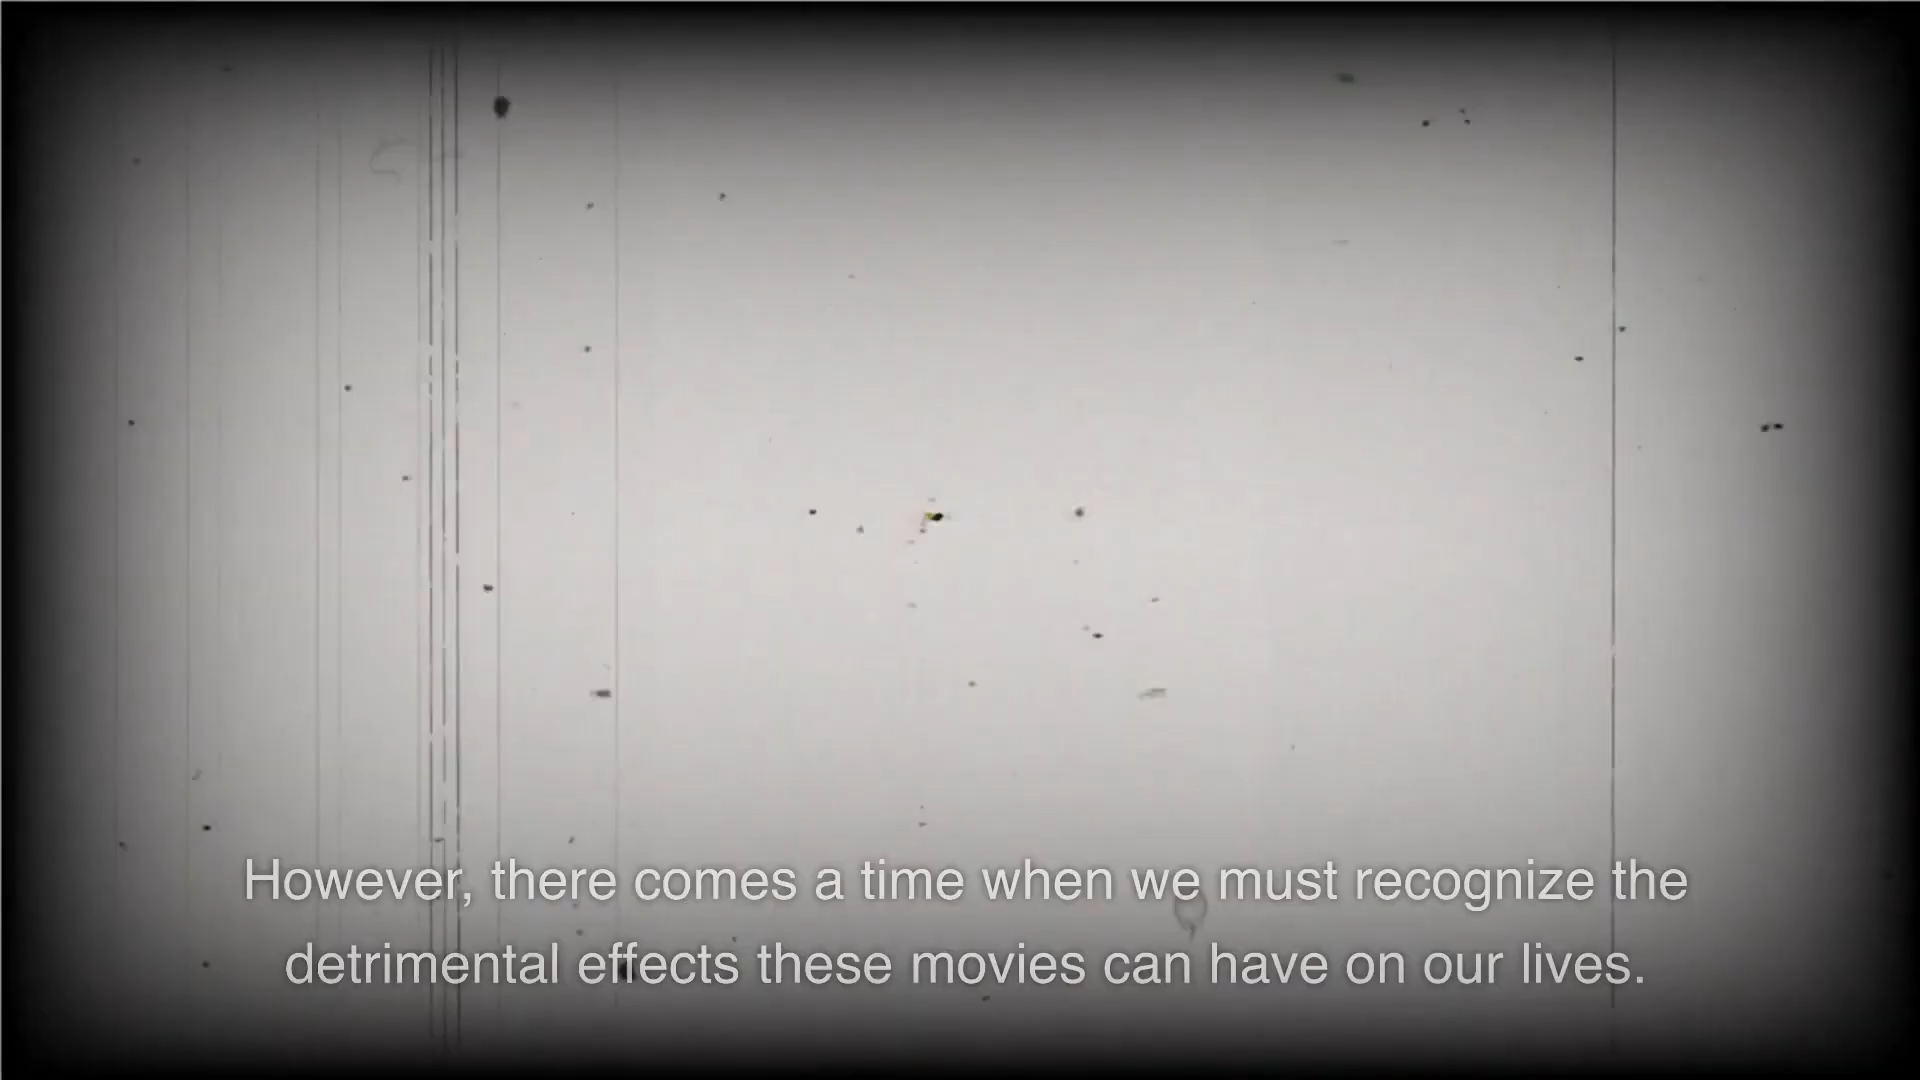 However, there comes a time when we must recognize the
detrimental effects these movies can have on our lives.